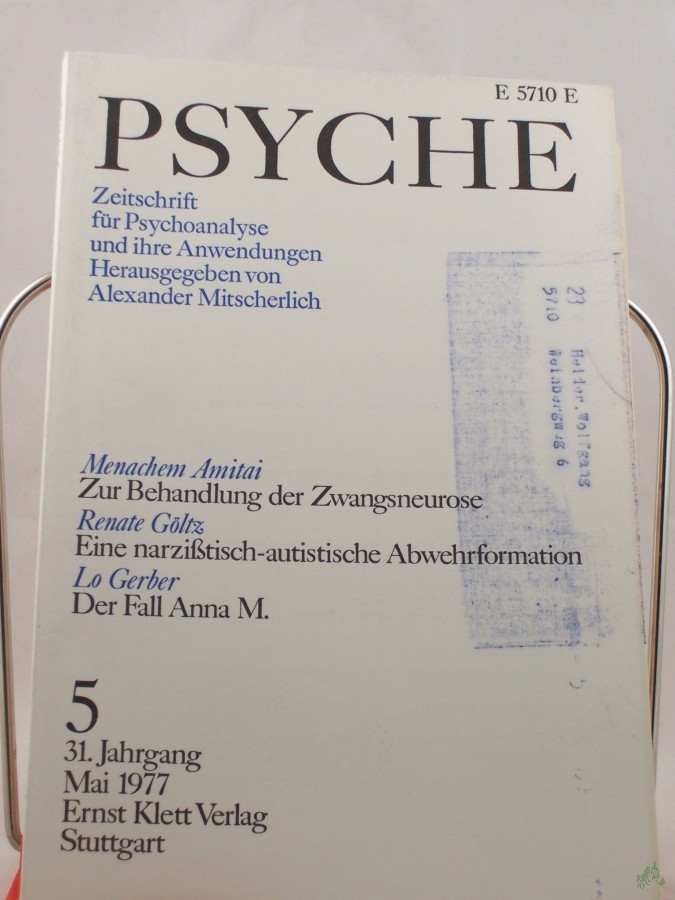 E 5710 E
PSYCHE
Zeitschrift
für Psychoanalyse
und ihre Anwendungen
Herausgegeben von
Alexander Mitscherlich
23 Heider, Wolfgang
5710 Weinbergweg 6
Menachem Amitai
Zur Behandlung der Zwangsneurose
Renate Göltz
Eine narzißtisch-autistische Abwehrformation
Lo Gerber
Der Fall Anna M.
5
31. Jahrgang
Mai 1977
Ernst Klett Verlag
Stuttgart